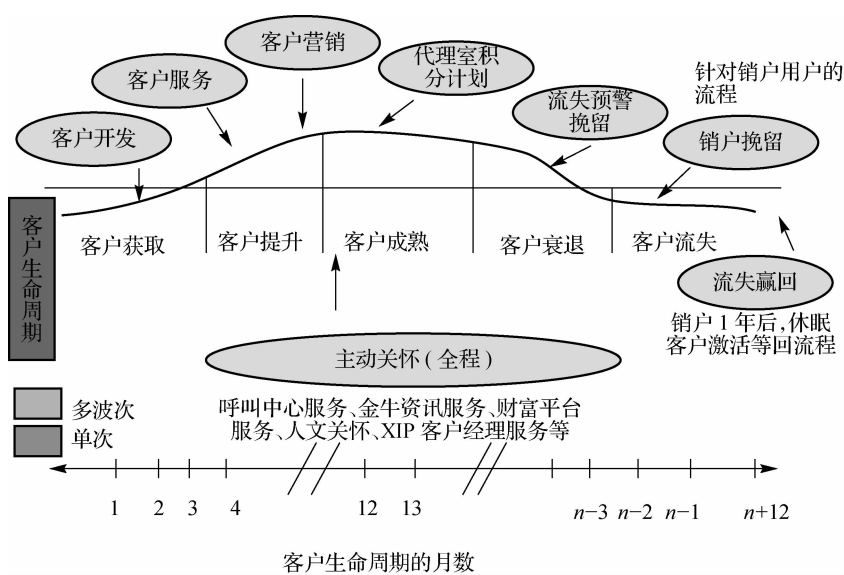 客户营销
代理室积
分计划
客户服务
针对销户用户的
流程
流失预警
挽留
客户开发
销户挽留
客户生命周期
客户获取
客户提升
客户成熟
客户衰退
客户流失
流失赢回
销户1年后,休眠
客户激活等回流程
主动关怀(全程)
呼叫中心服务、金牛资讯服务、财富平台
服务、人文关怀、XIP客户经理服务等
多波次
单次
1 2 3 4 12 13 n−3 n−2 n−1 n+12
客户生命周期的月数